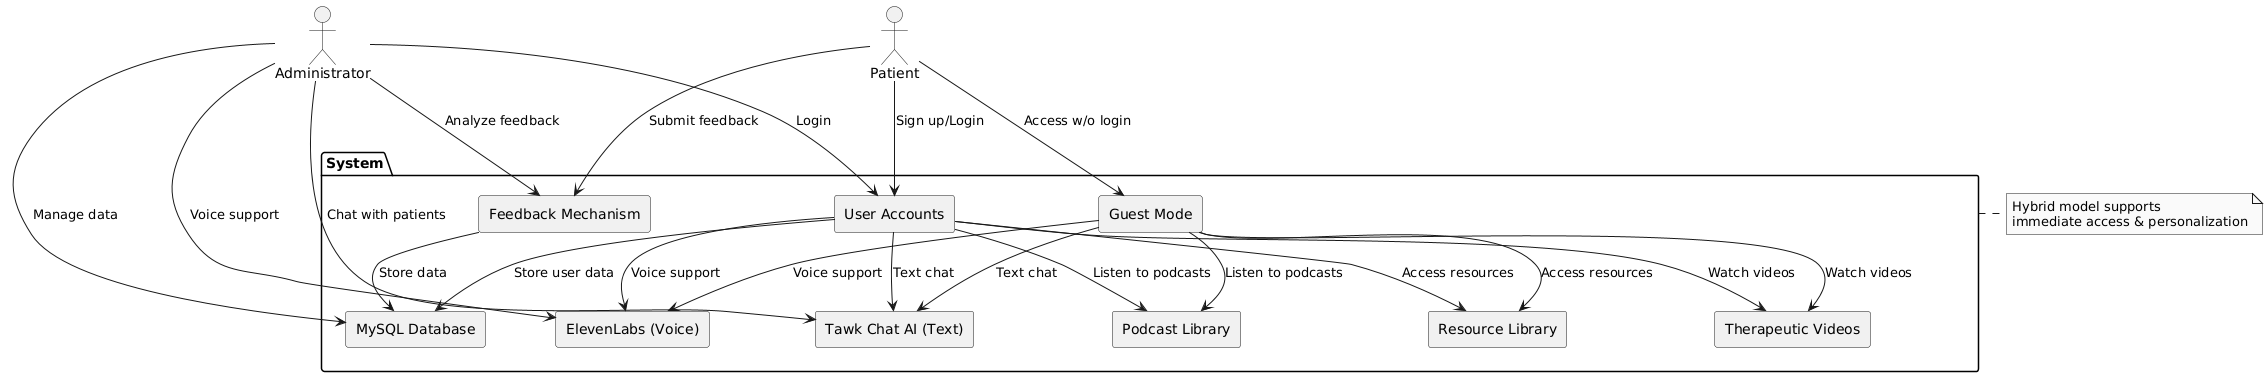 Administrator
Patient
Analyze feedback
Submit feedback
Login
Sign up/Login
Access w/o login
System
Manage data
Voice support
Chat with patients
Feedback Mechanism
User Accounts
Guest Mode
Hybrid model supports
immediate access & personalization
Store data
Store user data
Voice support
Voice support
Text chat
Text chat
Listen to podcasts
Listen to podcasts
Access resources
Access resources
Watch videos
Watch videos
MySQL Database
ElevenLabs (Voice)
Tawk Chat AI (Text)
Podcast Library
Resource Library
Therapeutic Videos